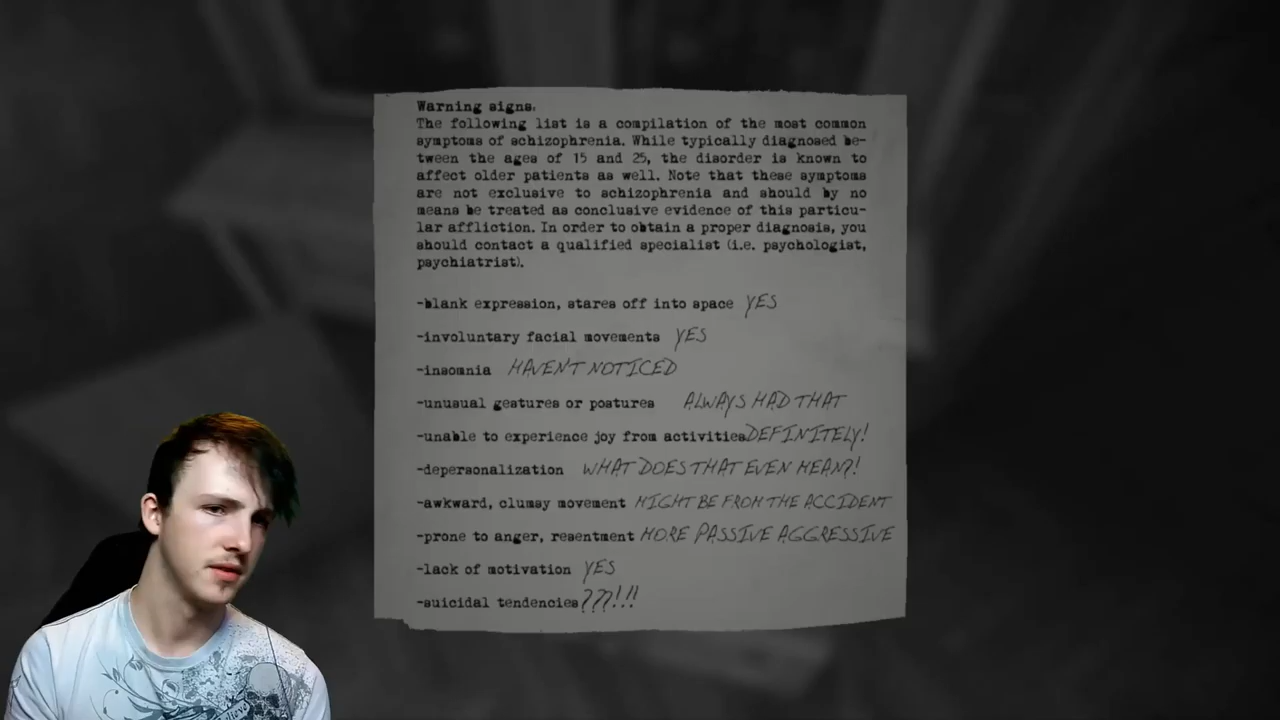 Warning signs.
The following list is a compilation of the most common
symptoms of schizophrenia. While typically diagnosed be-
tween the ages of 15 and 25, the disorder is known to
affect older patients as well. Note that these symptoms
are not exclusive to schizophrenia and should by no
means be treated as conclusive evidence of this particu-
lar affliction. In order to obtain a proper diagnosis, you
should contact a qualified specialist (i.e. psychologist,
psychiatrist).
-blank expression, stares off into space YES
-involuntary facial movements YES
-insomnia HAVEN'T NOTICED
-unusual gestures or postures ALWAYS HAD THAT
-unable to experience joy from activities DEFINITELY!
-depersonalization WHAT DOES THAT EVEN MEAN?!
-awkward, clumsy movement MIGHT BE FROM THE ACCIDENT
-prone to anger, resentment MORE PASSIVE AGGRESSIVE
-lack of motivation YES
-suicidal tendencies ???!!!